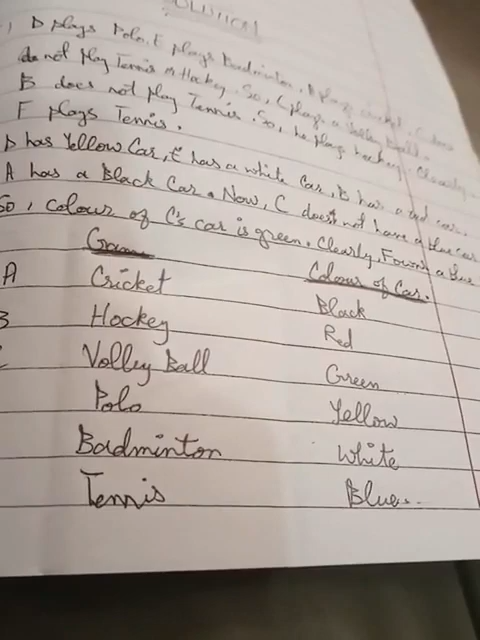 SOLUTION
D plays Polo, E plays Badminton, A plays cricket. C does
do not play Tennis or Hockey. So, C plays a volley ball.
B does not play Tennis. So, he plays hockey. Clearly,
F plays Tennis.
D has Yellow Car, E has a white Car, B has a red car.
A has a Black Car. Now, C does not have a blue car
So, colour of C's car is green. Clearly, F owns a blue
Game Colour of Car.
A Cricket Black
B Hockey Red
C Volley Ball Green
Polo Yellow
Badminton White
Tennis Blue.